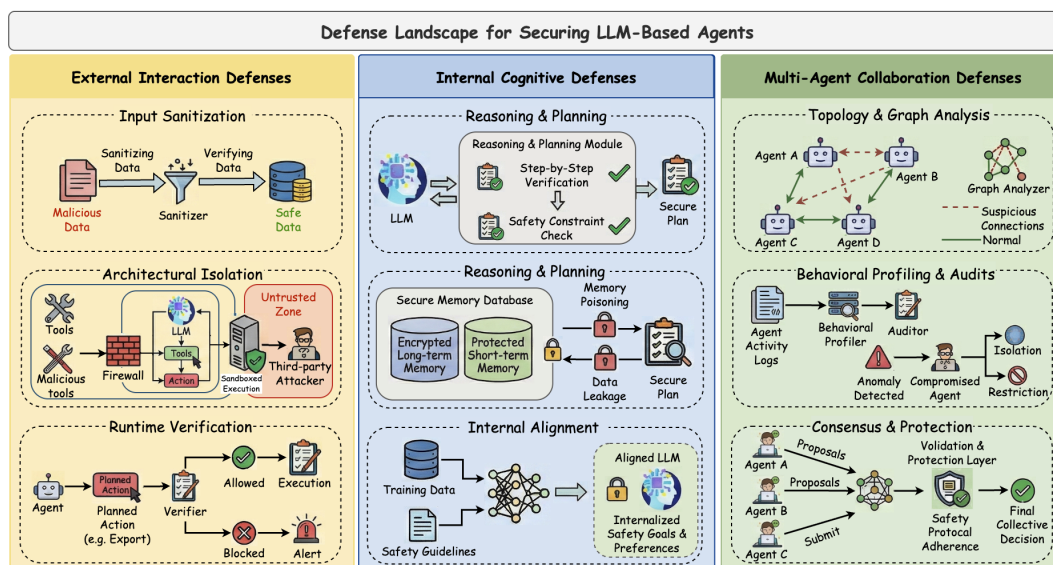 Defense Landscape for Securing LLM-Based Agents
External Interaction Defenses
Input Sanitization
Sanitizing
Data
Verifying
Data
Malicious
Data
Sanitizer
Safe
Data
Architectural Isolation
Tools
Malicious
tools
Firewall
LLM
Tools
Action
Sandboxed
Execution
Untrusted
Zone
Third-party
Attacker
Runtime Verification
Agent
Planned
Action
Planned
Action
(e.g. Export)
Verifier
Allowed
Execution
Blocked
Alert
Internal Cognitive Defenses
Reasoning & Planning
LLM
Reasoning & Planning Module
Step-by-Step
Verification
Safety Constraint
Check
Secure
Plan
Reasoning & Planning
Secure Memory Database
Encrypted
Long-term
Memory
Protected
Short-term
Memory
Memory
Poisoning
Data
Leakage
Secure
Plan
Internal Alignment
Training Data
Safety Guidelines
Aligned LLM
Internalized
Safety Goals &
Preferences
Multi-Agent Collaboration Defenses
Topology & Graph Analysis
Agent A
Agent B
Agent C
Agent D
Graph Analyzer
Suspicious
Connections
Normal
Behavioral Profiling & Audits
Agent
Activity
Logs
Behavioral
Profiler
Auditor
Anomaly
Detected
Compromised
Agent
Isolation
Restriction
Consensus & Protection
Agent A
Proposals
Agent B
Proposals
Agent C
Submit
Validation &
Protection Layer
Safety
Protocal
Adherence
Final
Collective
Decision